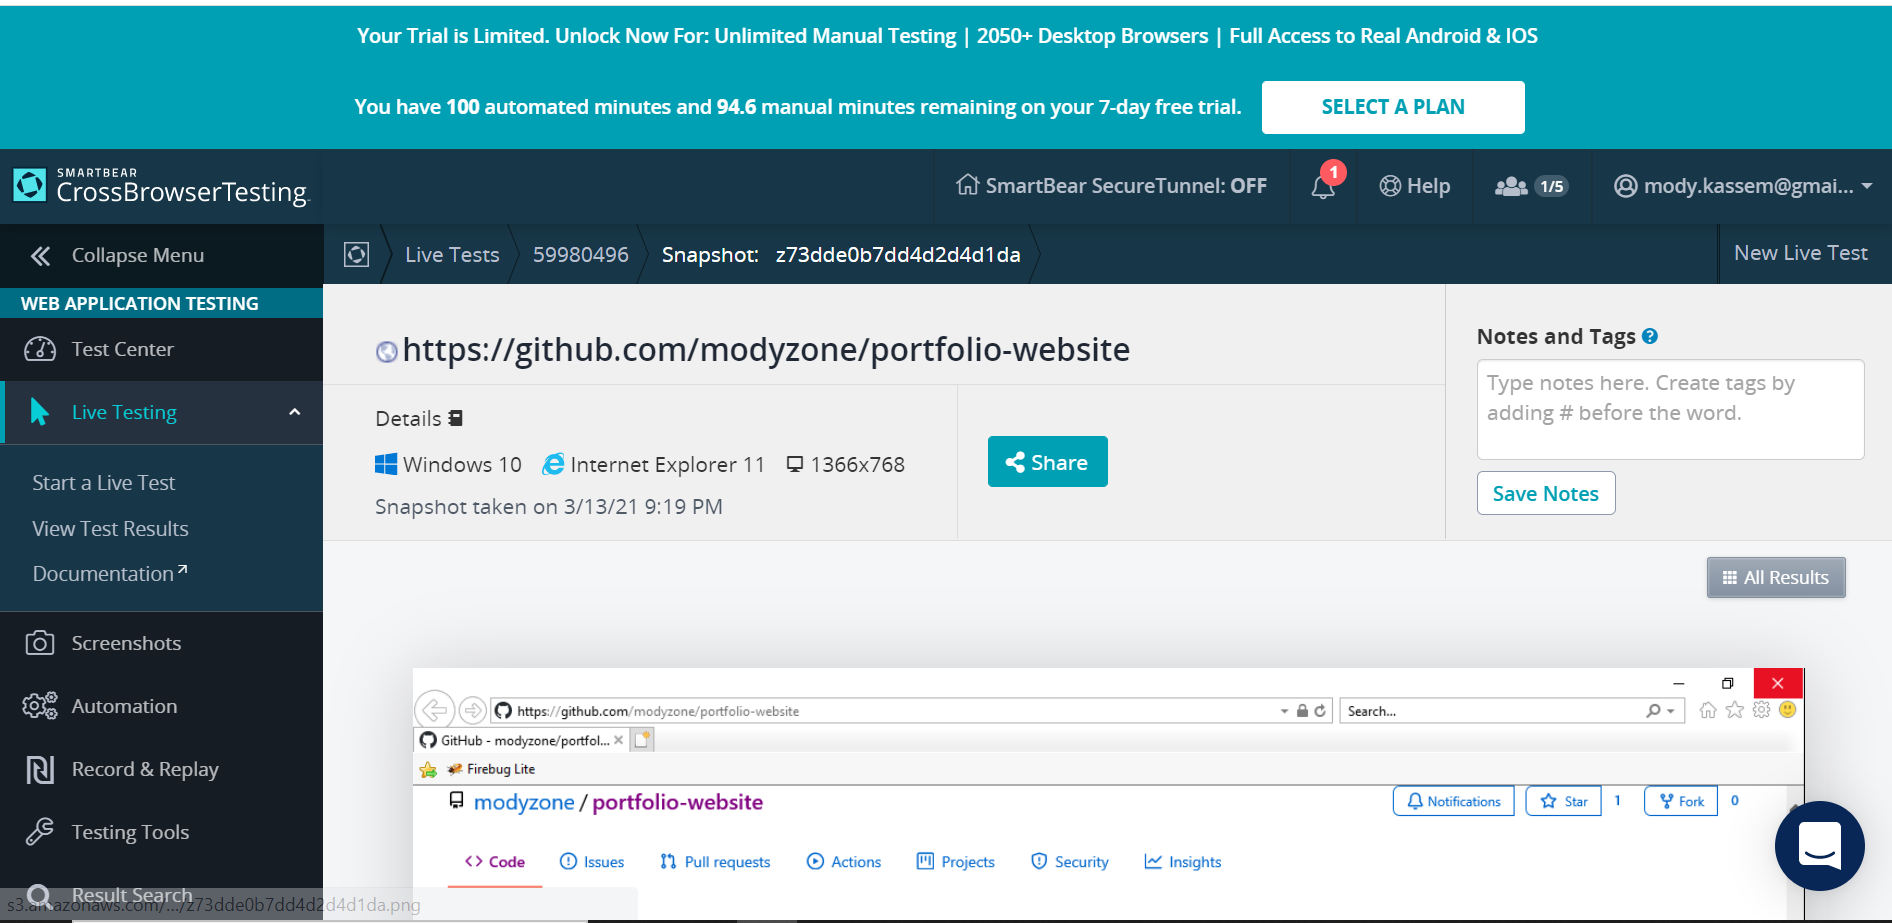 Your Trial is Limited. Unlock Now For: Unlimited Manual Testing | 2050+ Desktop Browsers | Full Access to Real Android & IOS
You have 100 automated minutes and 94.6 manual minutes remaining on your 7-day free trial.
SELECT A PLAN
SMARTBEAR
CrossBrowserTesting
SmartBear SecureTunnel: OFF
1
Help
1/5
mody.kassem@gmai...
Collapse Menu
Live Tests
59980496
Snapshot: z73dde0b7dd4d2d4d1da
New Live Test
WEB APPLICATION TESTING
Test Center
Live Testing
Start a Live Test
View Test Results
Documentation
Screenshots
Automation
Record & Replay
Testing Tools
Result Search
s3.amazonaws.com/.../z73dde0b7dd4d2d4d1da.png
https://github.com/modyzone/portfolio-website
Details
Windows 10
Internet Explorer 11
1366x768
Snapshot taken on 3/13/21 9:19 PM
Share
Notes and Tags ?
Type notes here. Create tags by
adding # before the word.
Save Notes
All Results
https://github.com/modyzone/portfolio-website
Search...
GitHub - modyzone/portfol...
Firebug Lite
modyzone / portfolio-website
Notifications
Star
1
Fork
0
Code
Issues
Pull requests
Actions
Projects
Security
Insights